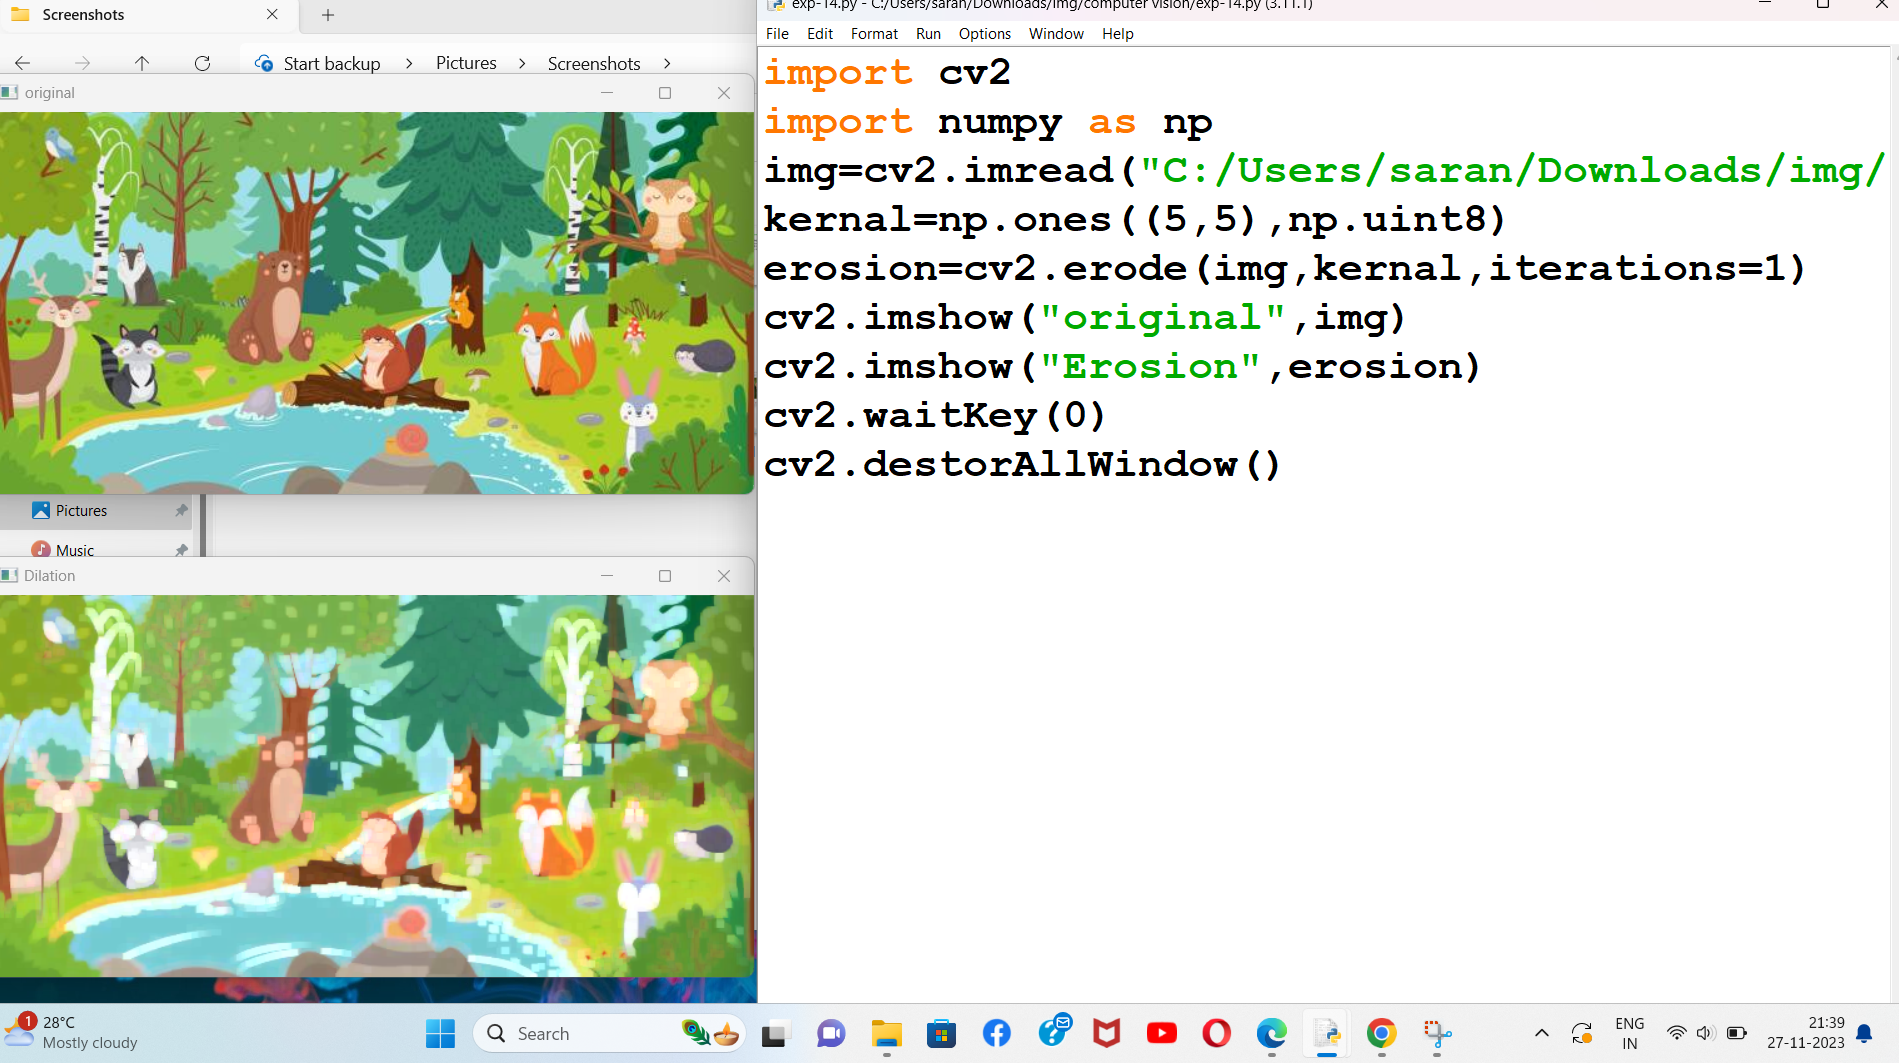 Screenshots
exp-14.py - C:/Users/saran/Downloads/img/computer vision/exp-14.py (3.11.1)
Start backup > Pictures > Screenshots >
File Edit Format Run Options Window Help
original
import cv2
import numpy as np
img=cv2.imread("C:/Users/saran/Downloads/img/
kernal=np.ones((5,5),np.uint8)
erosion=cv2.erode(img,kernal,iterations=1)
cv2.imshow("original",img)
cv2.imshow("Erosion",erosion)
cv2.waitKey(0)
cv2.destorAllWindow()
Pictures
Music
Dilation
1
28°C
Mostly cloudy
Search
ENG
IN
21:39
27-11-2023